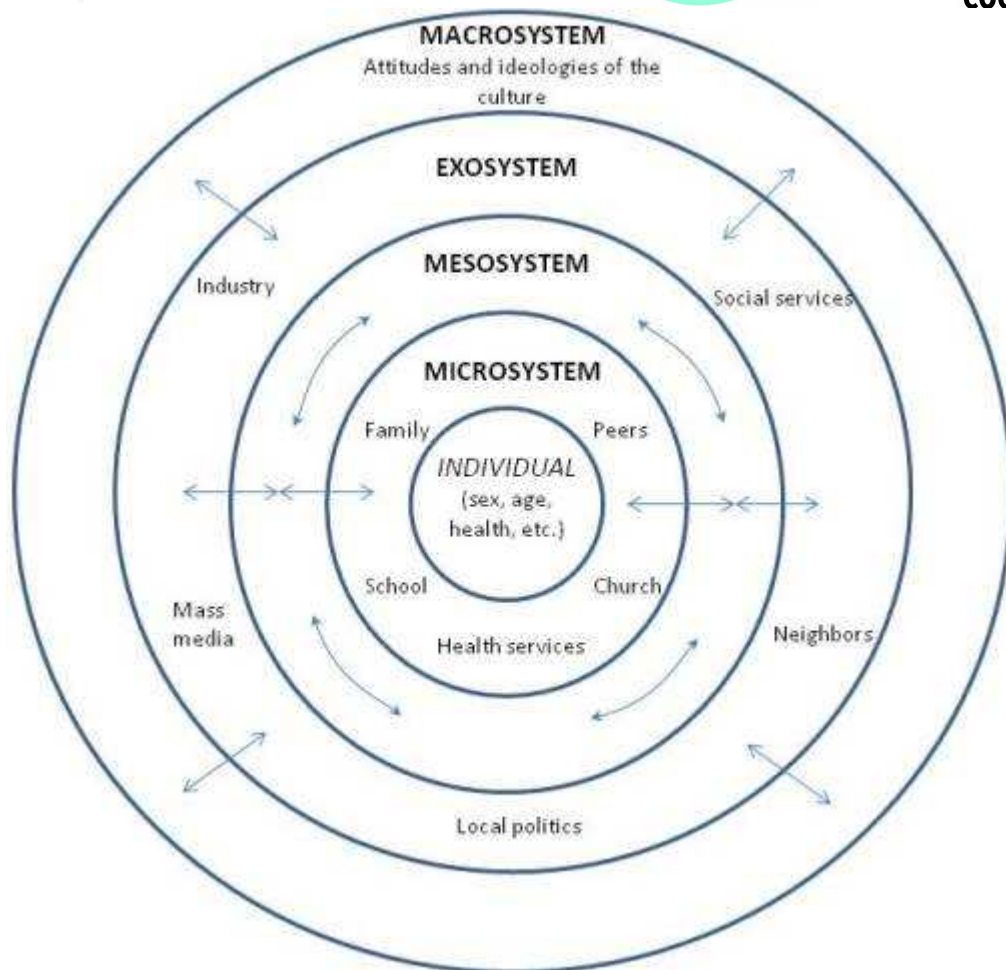 MACROSYSTEM
Attitudes and ideologies of the
culture
EXOSYSTEM
MESOSYSTEM
Industry
Social services
MICROSYSTEM
Family
Peers
INDIVIDUAL
(sex, age,
health, etc.)
School
Church
Mass
media
Neighbors
Health services
Local politics